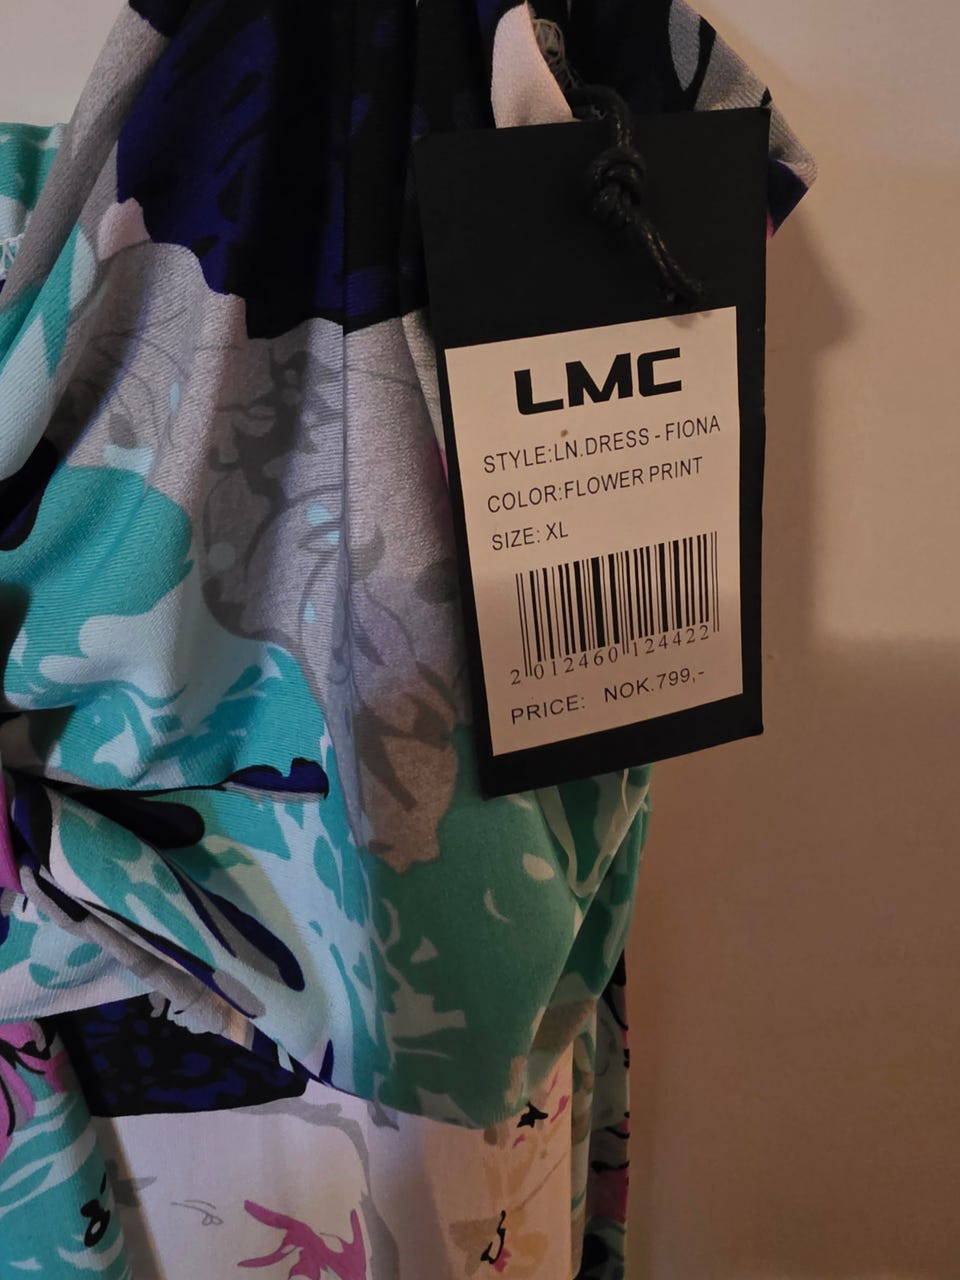 LMC
STYLE:LN.DRESS - FIONA
COLOR:FLOWER PRINT
SIZE: XL
2 012460 124422
PRICE: NOK.799,-